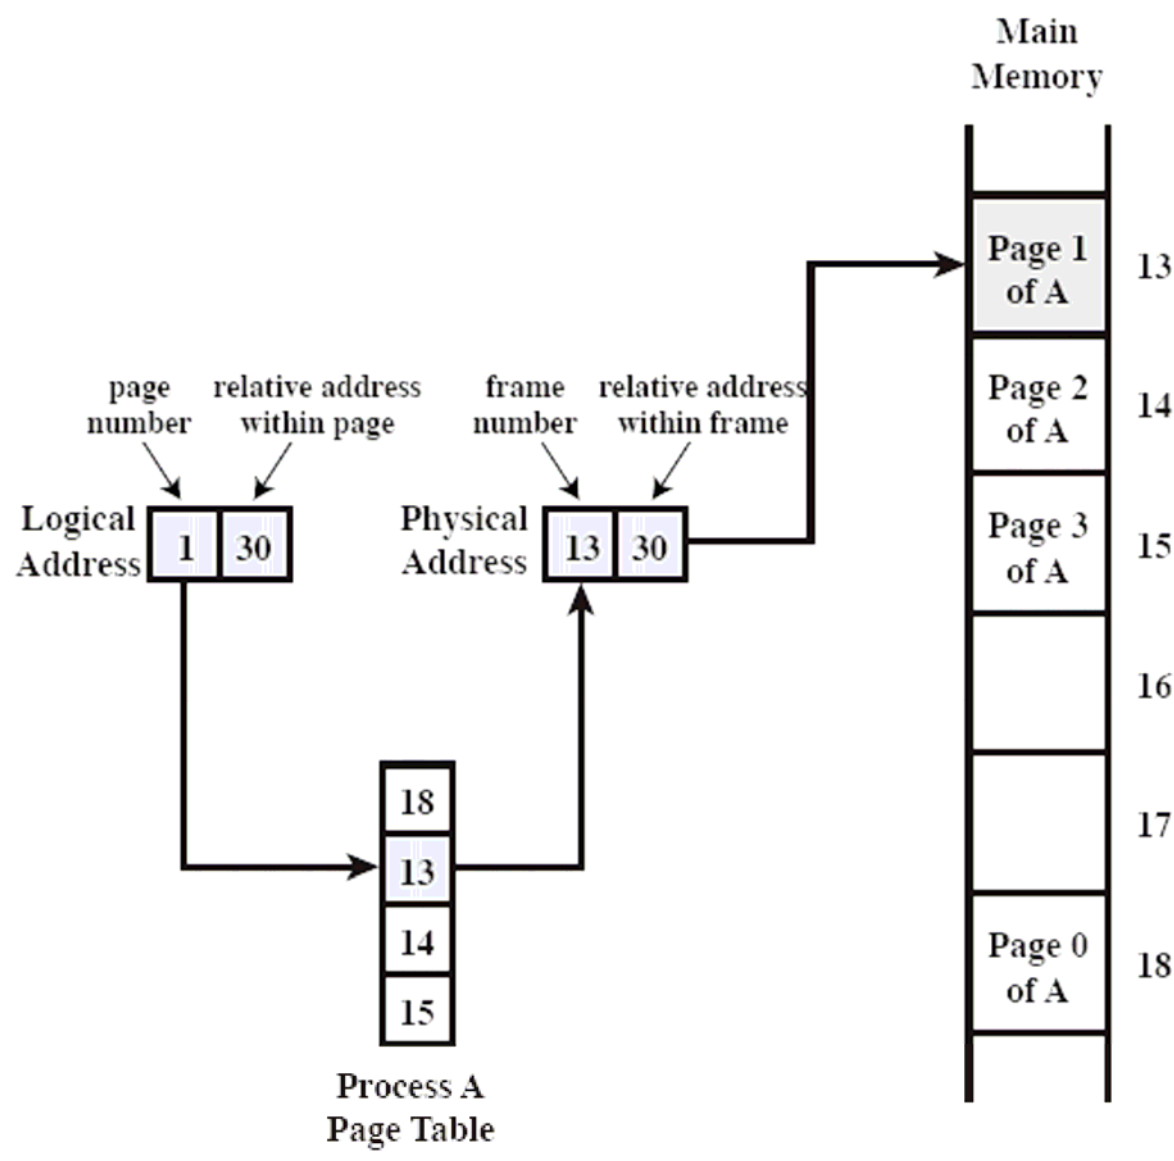 Main
Memory
Page 1
of A
13
Page 2
of A
14
Page 3
of A
15
16
17
Page 0
of A
18
page
number
relative address
within page
frame
number
relative address
within frame
Logical
Address
1
30
Physical
Address
13
30
18
13
14
15
Process A
Page Table